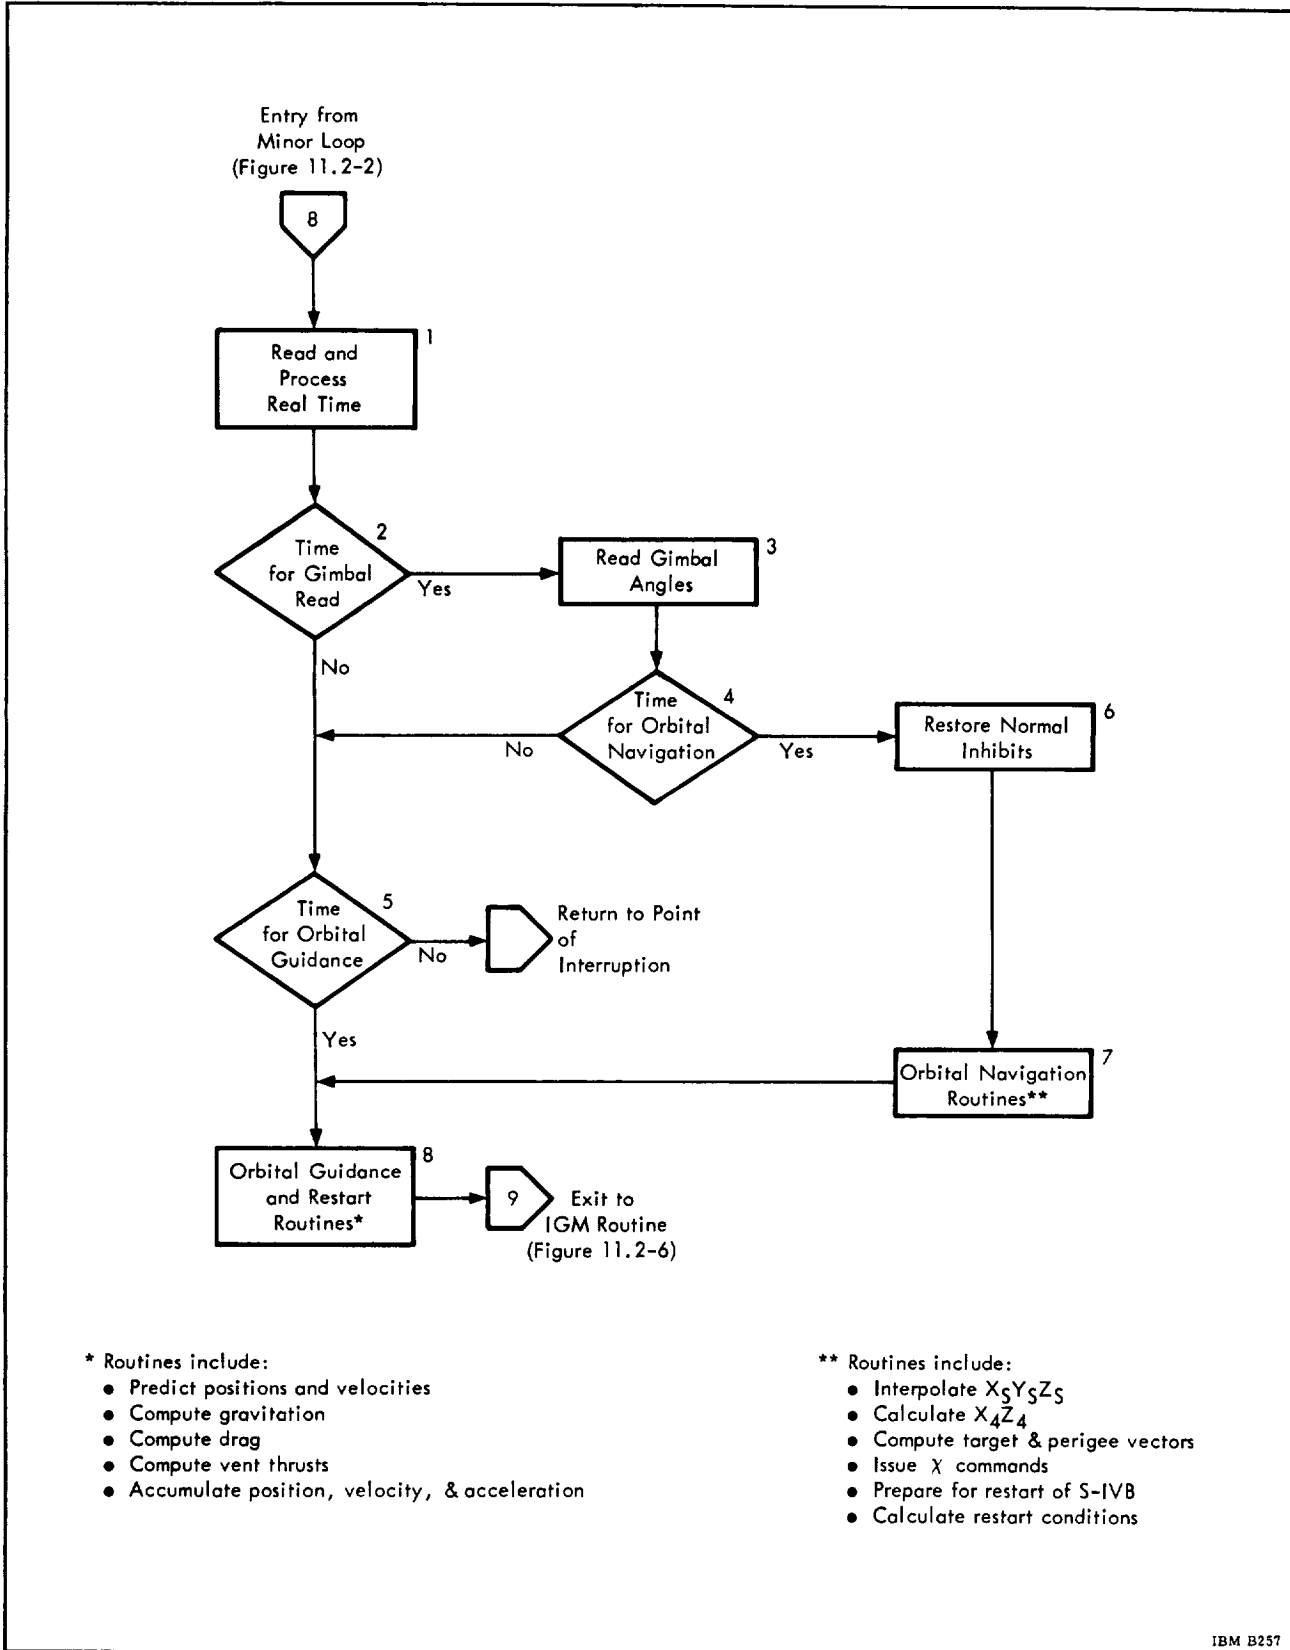 Entry from
Minor Loop
(Figure 11.2-2)
8
1
Read and
Process
Real Time
2
Time
for Gimbal
Read
Yes
No
3
Read Gimbal
Angles
4
Time
for Orbital
Navigation
No
Yes
6
Restore Normal
Inhibits
5
Time
for Orbital
Guidance
No
Yes
Return to Point
of
Interruption
7
Orbital Navigation
Routines**
8
Orbital Guidance
and Restart
Routines*
9
Exit to
IGM Routine
(Figure 11.2-6)
* Routines include:
● Predict positions and velocities
● Compute gravitation
● Compute drag
● Compute vent thrusts
● Accumulate position, velocity, & acceleration
** Routines include:
● Interpolate XSYSZS
● Calculate X4Z4
● Compute target & perigee vectors
● Issue χ commands
● Prepare for restart of S-IVB
● Calculate restart conditions
IBM B257